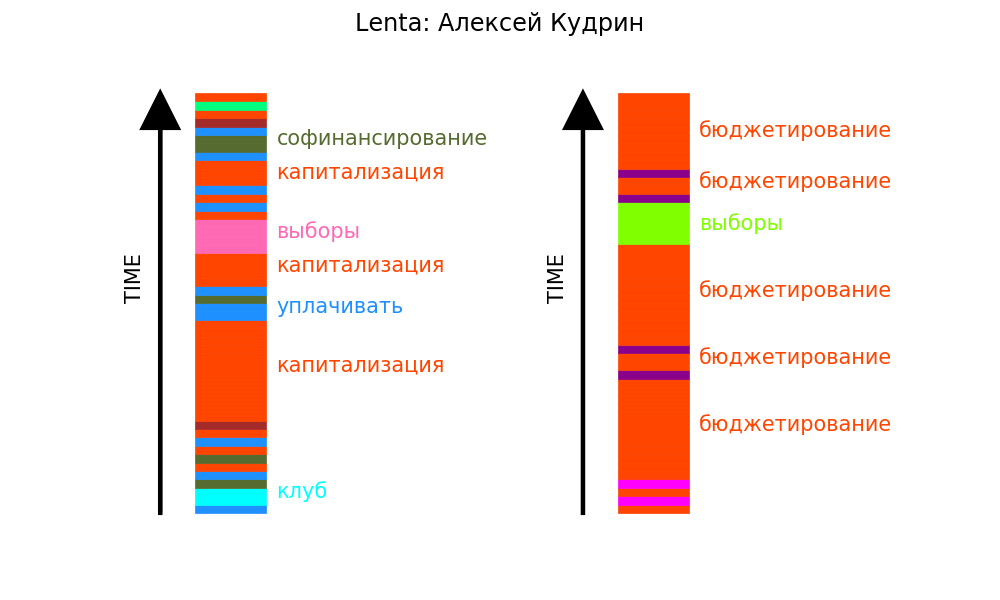 Lenta: Алексей Кудрин
TIME
софинансирование
капитализация
выборы
капитализация
уплачивать
капитализация
клуб
TIME
бюджетирование
бюджетирование
выборы
бюджетирование
бюджетирование
бюджетирование